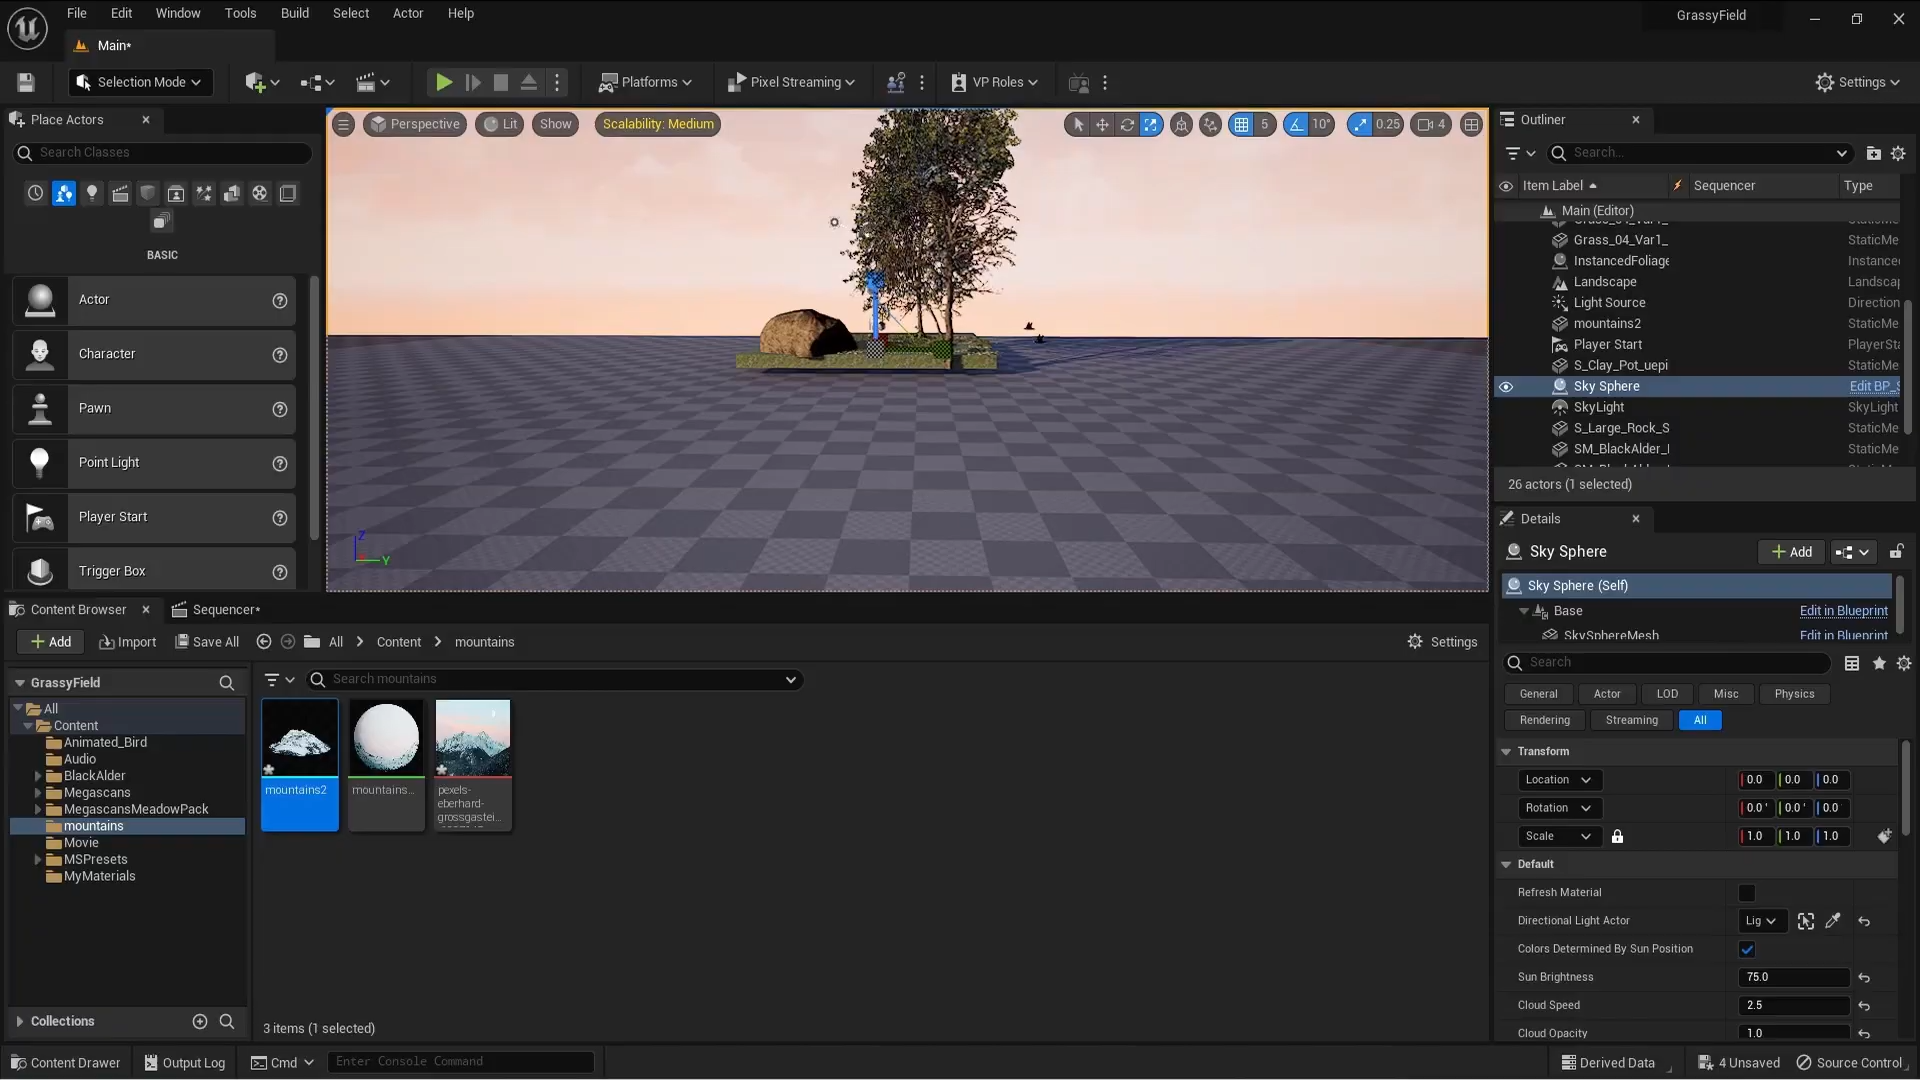 File Edit Window Tools Build Select Actor Help
GrassyField
Main*
Selection Mode
Platforms
Pixel Streaming
VP Roles
Settings
Place Actors
Search Classes
BASIC
Actor
Character
Pawn
Point Light
Player Start
Trigger Box
Perspective
Lit
Show
Scalability: Medium
5
10°
0.25
4
Z
Y
Outliner
Search...
Item Label Sequencer Type
Main (Editor)
Grass_04_Var1_ StaticMe
InstancedFoliage Instance
Landscape Landscap
Light Source Direction
mountains2 StaticMe
Player Start PlayerSta
S_Clay_Pot_uepi StaticMe
Sky Sphere Edit BP_S
SkyLight SkyLight
S_Large_Rock_S StaticMe
SM_BlackAlder_ StaticMe
26 actors (1 selected)
Details
Sky Sphere
Add
Sky Sphere (Self)
Base Edit in Blueprint
SkySphereMesh Edit in Blueprint
Search
General Actor LOD Misc Physics
Rendering Streaming All
Transform
Location 0.0 0.0 0.0
Rotation 0.0 ° 0.0 ° 0.0
Scale 1.0 1.0 1.0
Default
Refresh Material
Directional Light Actor Lig
Colors Determined By Sun Position
Sun Brightness 75.0
Cloud Speed 2.5
Cloud Opacity 1.0
Content Browser
Sequencer*
Add Import Save All All > Content > mountains
Settings
GrassyField
Search mountains
All
Content
Animated_Bird
Audio
BlackAlder
Megascans
MegascansMeadowPack
mountains
Movie
MSPresets
MyMaterials
Collections
mountains2
mountains...
pexels-
eberhard-
grossgastei...
3 items (1 selected)
Content Drawer
Output Log
Cmd
Enter Console Command
Derived Data
4 Unsaved
Source Control